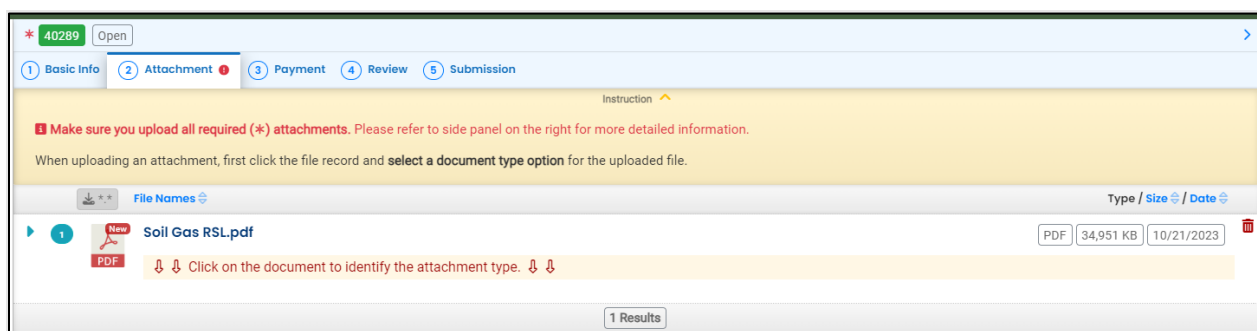 * 40289 Open
1 Basic Info 2 Attachment ! 3 Payment 4 Review 5 Submission
Instruction
Make sure you upload all required (*) attachments. Please refer to side panel on the right for more detailed information.
When uploading an attachment, first click the file record and select a document type option for the uploaded file.
*.* File Names Type / Size / Date
1 New PDF Soil Gas RSL.pdf PDF 34,951 KB 10/21/2023
Click on the document to identify the attachment type.
1 Results